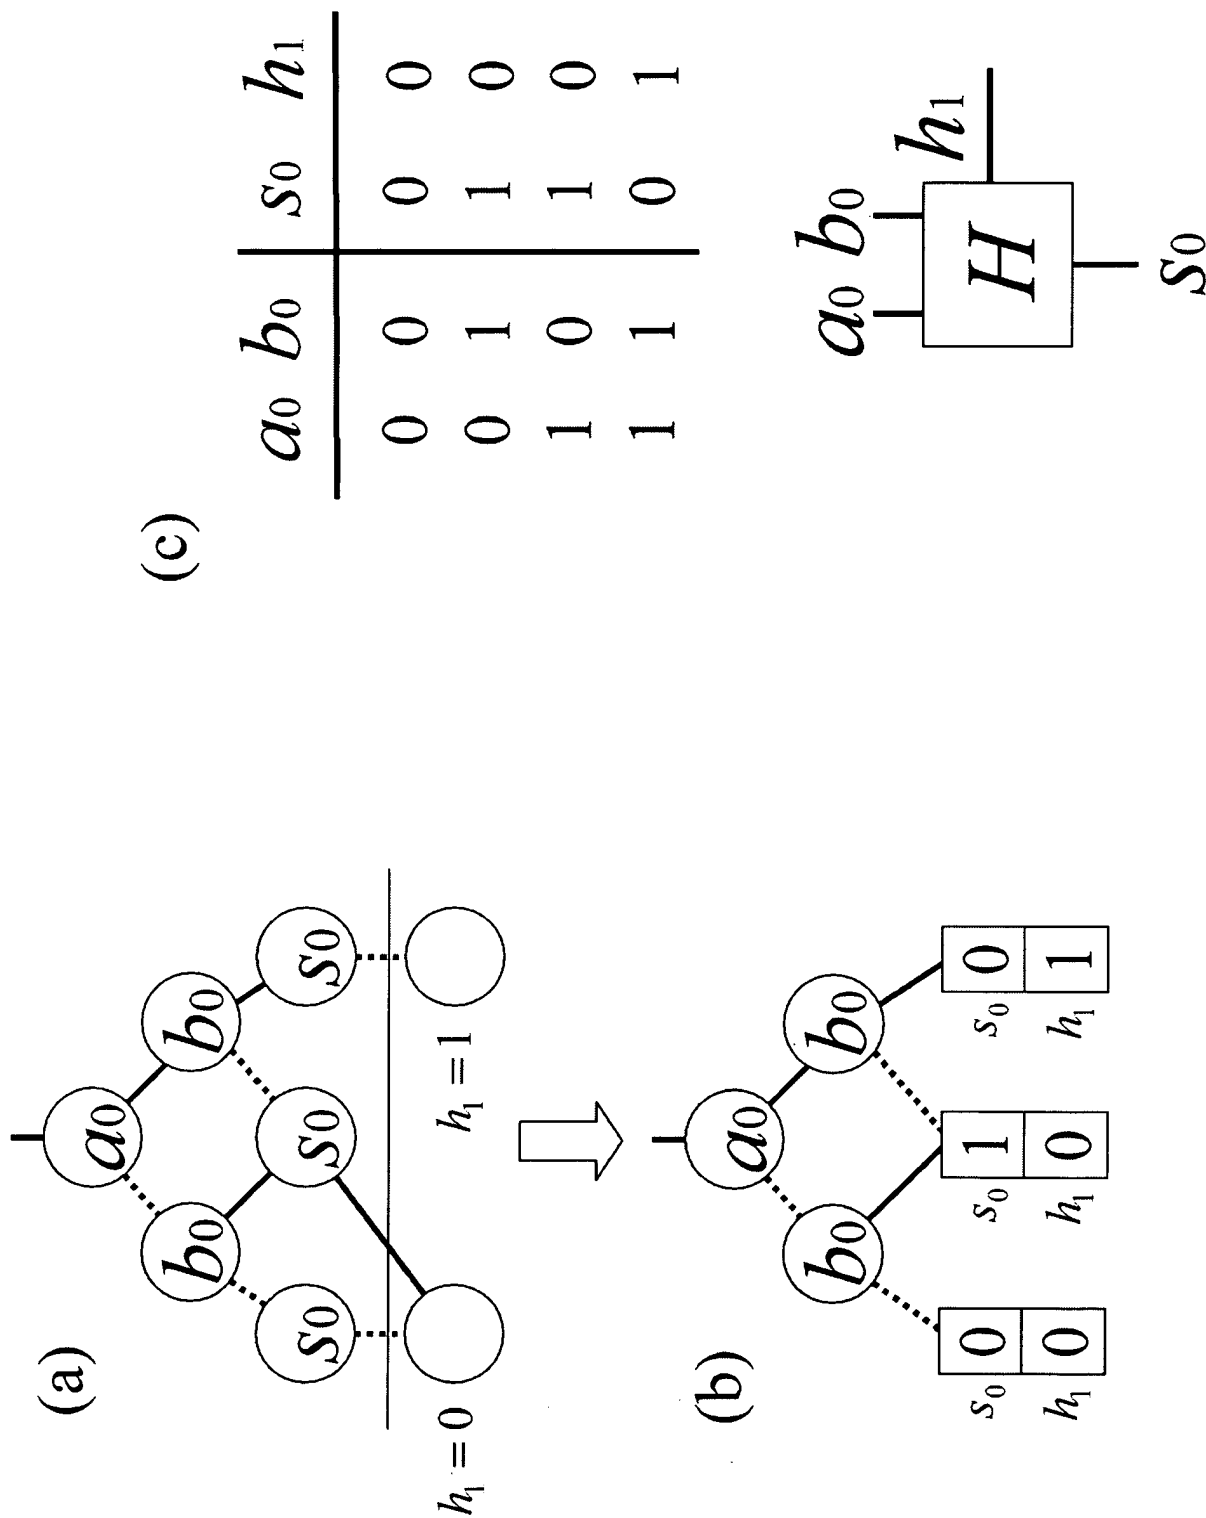 (a)
a0
b0 b0
s0 s0 s0
h1 = 0 h1 = 1
(b)
a0
b0 b0
s0 0 s0 1 s0 0
h1 0 h1 0 h1 1
(c)
a0 b0 s0 h1
0 0 0 0
0 1 1 0
1 0 1 0
1 1 0 1
a0 b0
H h1
s0